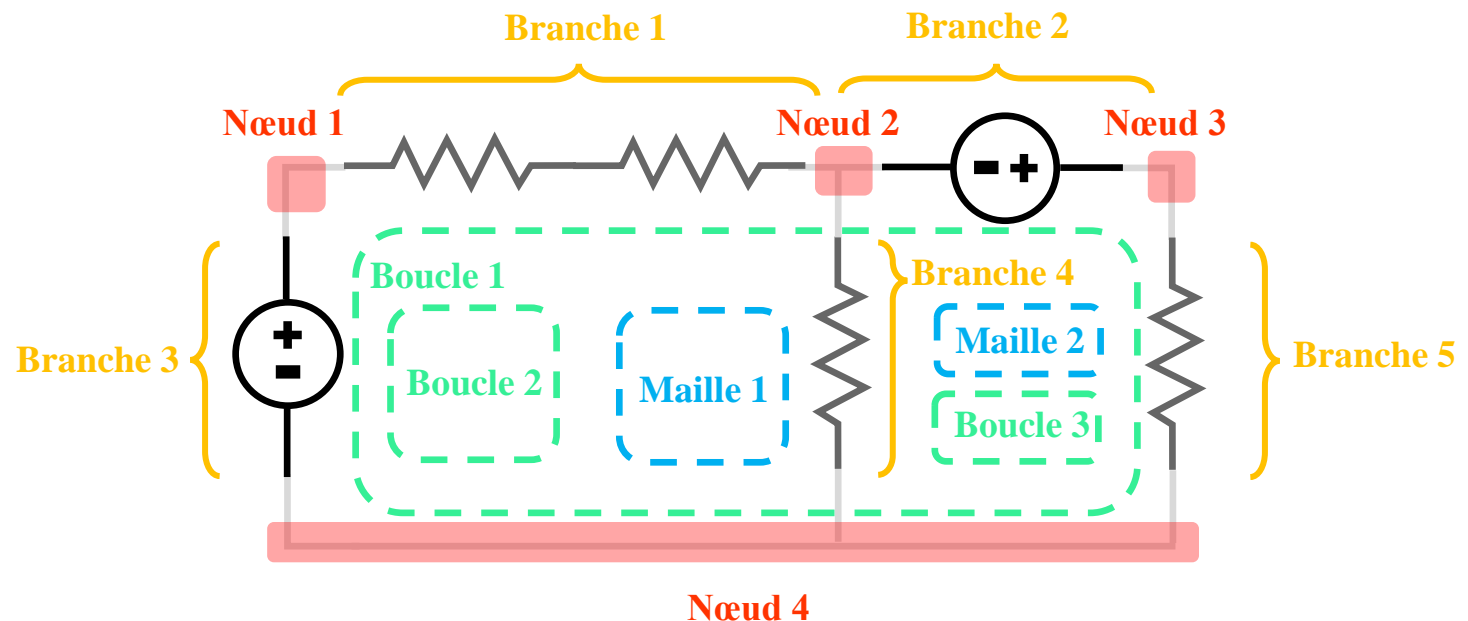 Branche 1
Branche 2
Nœud 1
Nœud 2
Nœud 3
- +
Boucle 1
Branche 4
+
-
Branche 3
Boucle 2
Maille 1
Maille 2
Boucle 3
Branche 5
Nœud 4